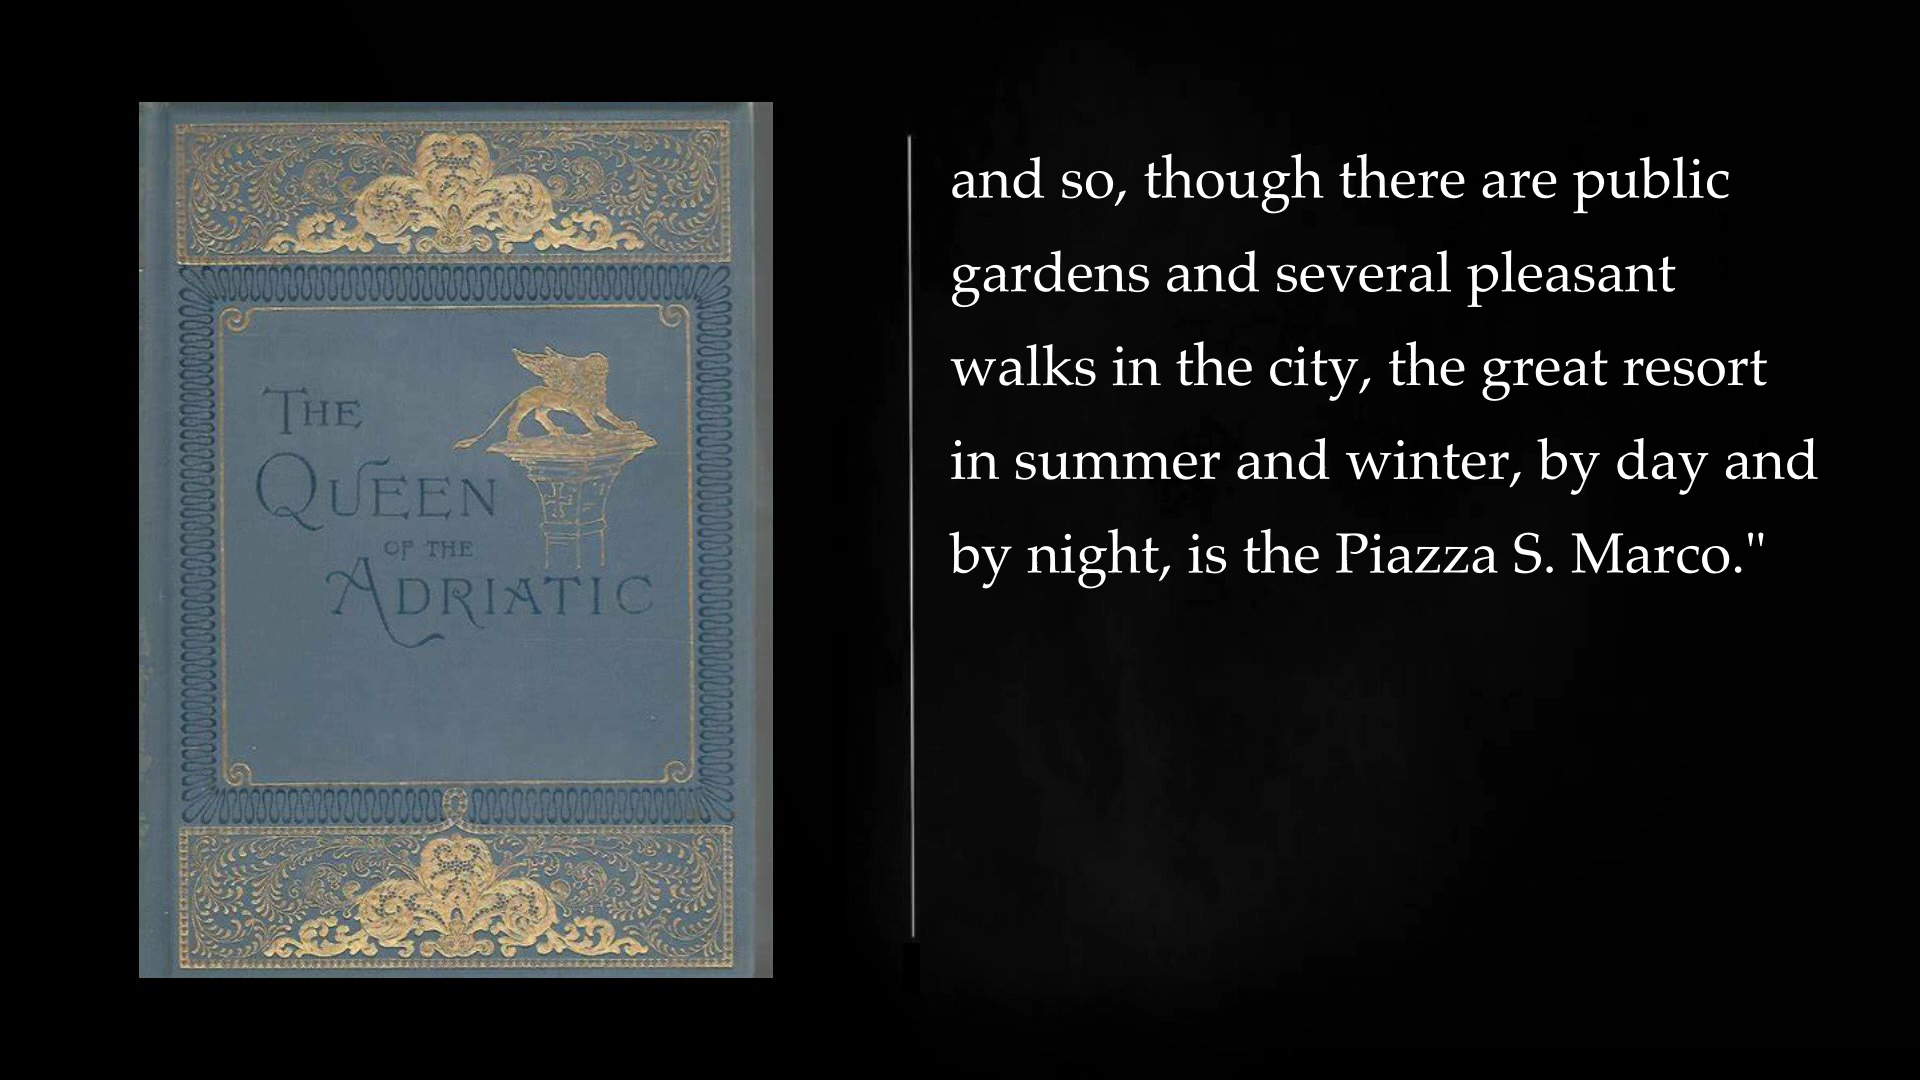 THE
QUEEN
OF THE
ADRIATIC
and so, though there are public
gardens and several pleasant
walks in the city, the great resort
in summer and winter, by day and
by night, is the Piazza S. Marco."